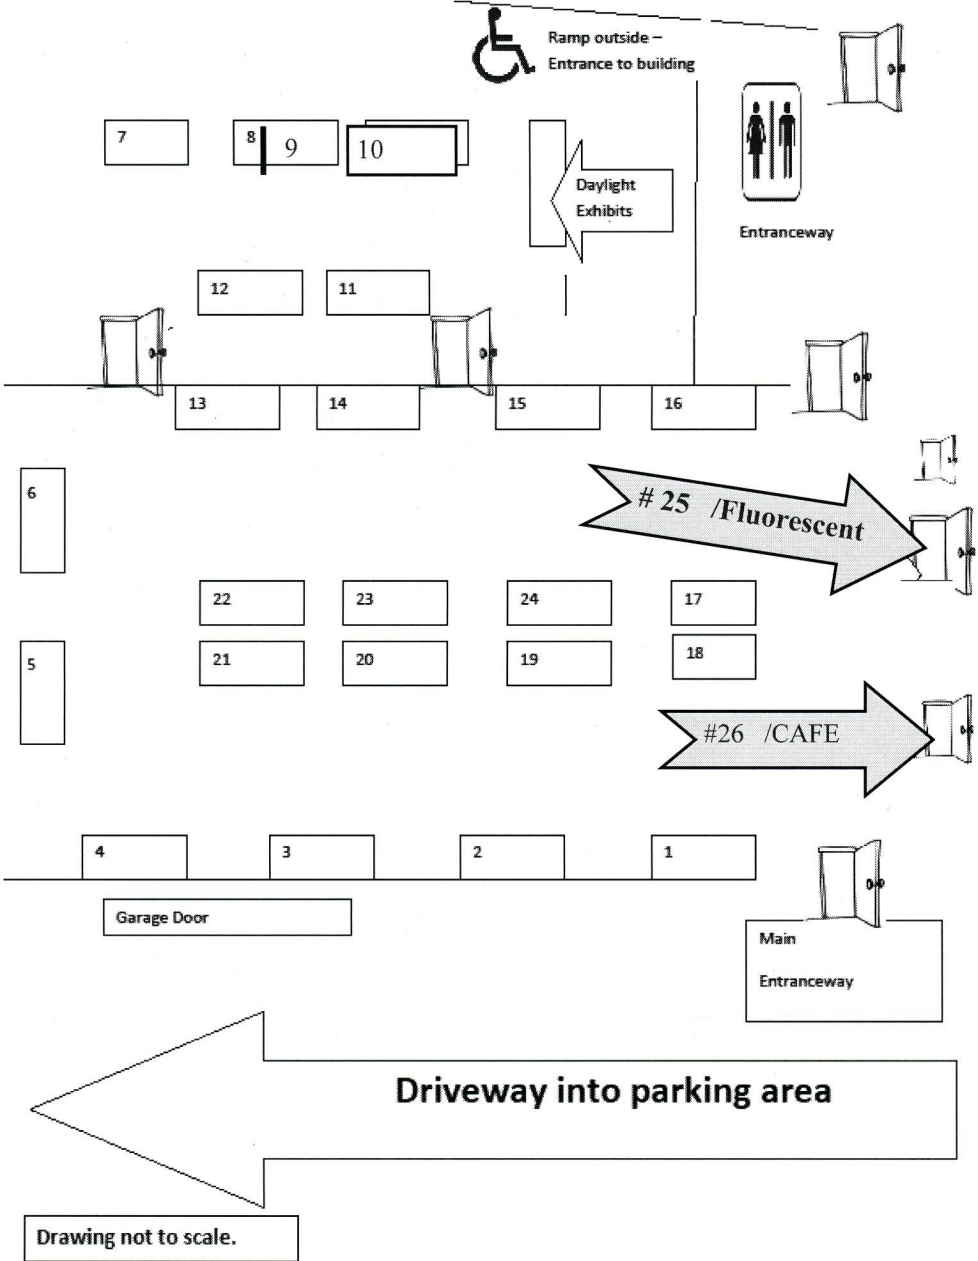 Ramp outside –
Entrance to building
7
8
9
10
Daylight
Exhibits
Entranceway
12
11
13
14
15
16
6
# 25 /Fluorescent
22
23
24
17
5
21
20
19
18
#26 /CAFE
4
3
2
1
Garage Door
Main
Entranceway
Driveway into parking area
Drawing not to scale.